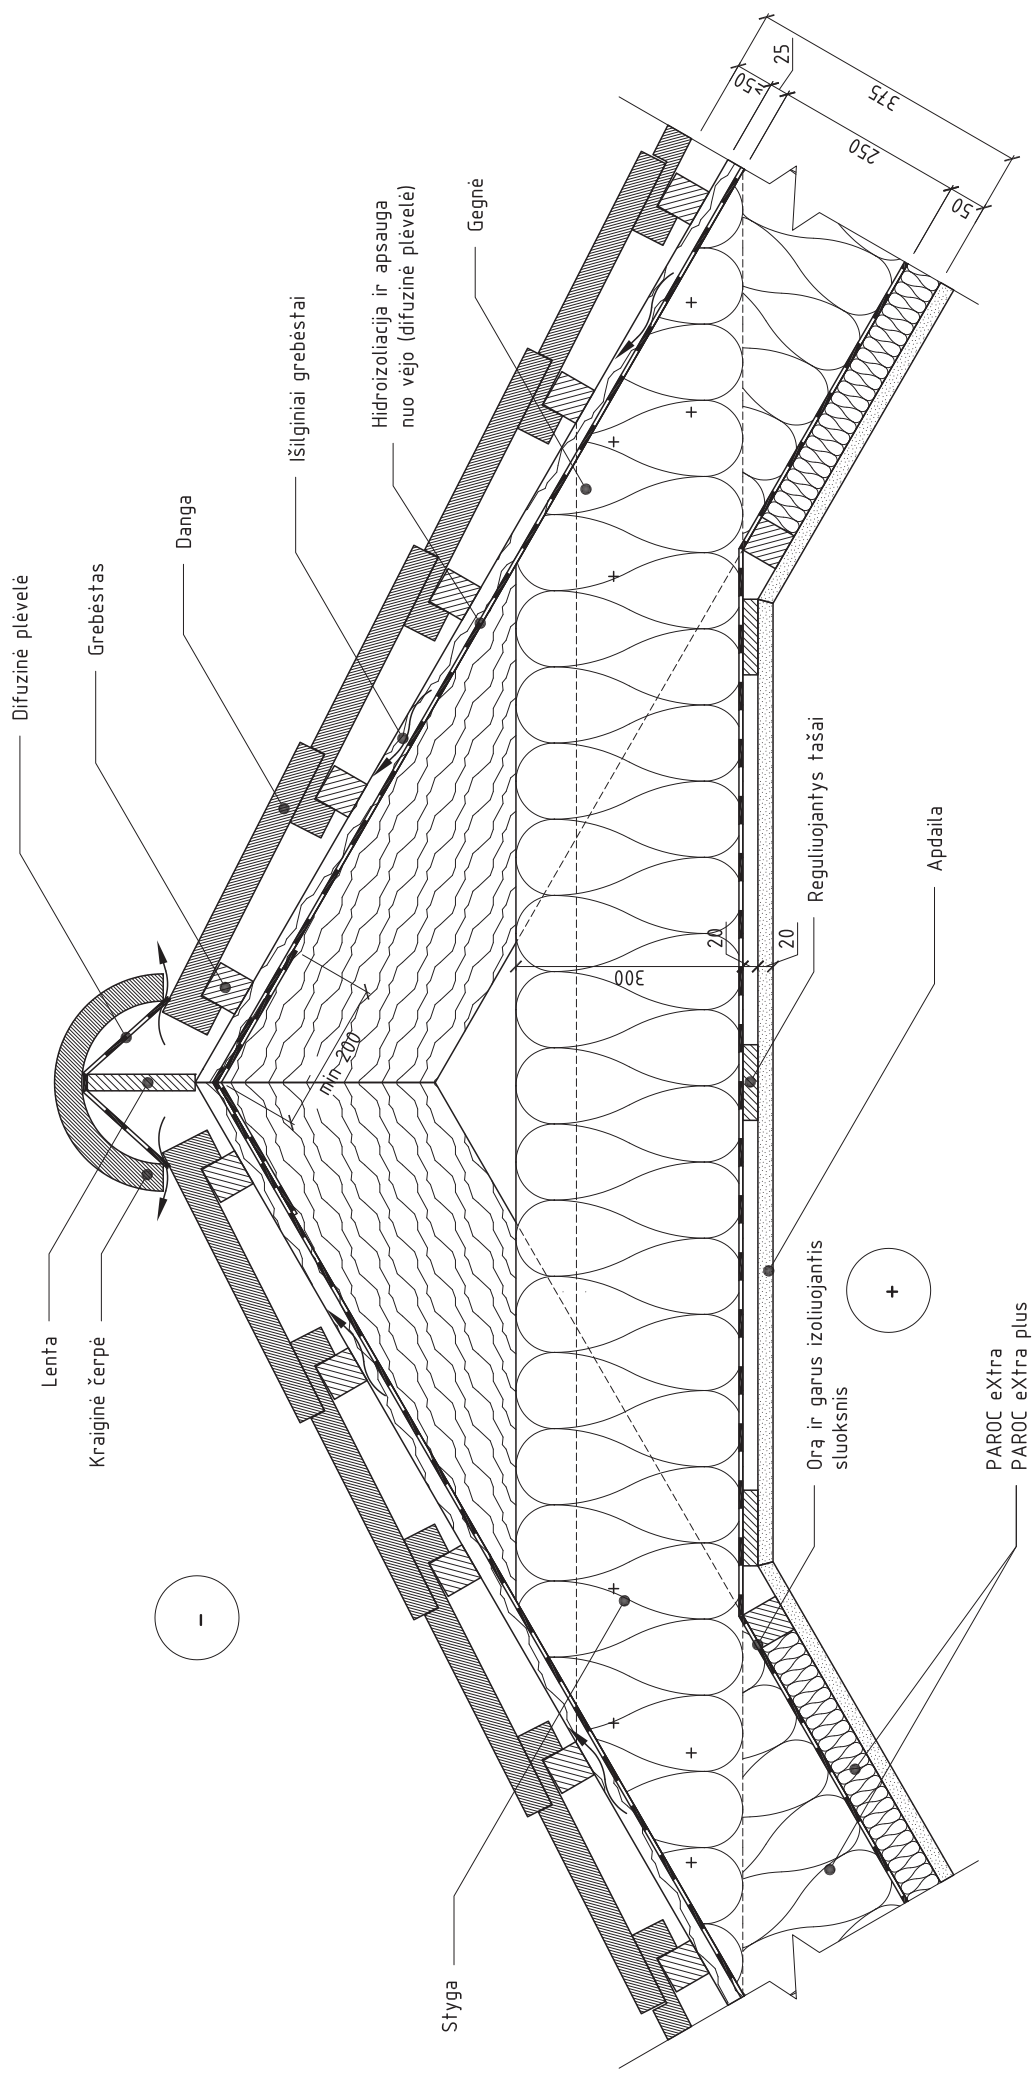 Difuzinė plėvelė
Grebėstas
Danga
Išilginiai grebėstai
Hidroizoliacija ir apsauga
nuo vėjo (difuzinė plėvelė)
Gegnė
Lenta
Kraiginė čerpė
Styga
Reguliuojantys tašai
Apdaila
Orą ir garus izoliuojantis
sluoksnis
PAROC eXtra
PAROC eXtra plus
min 200
300
20
20
≥50
25
375
250
50
-
+